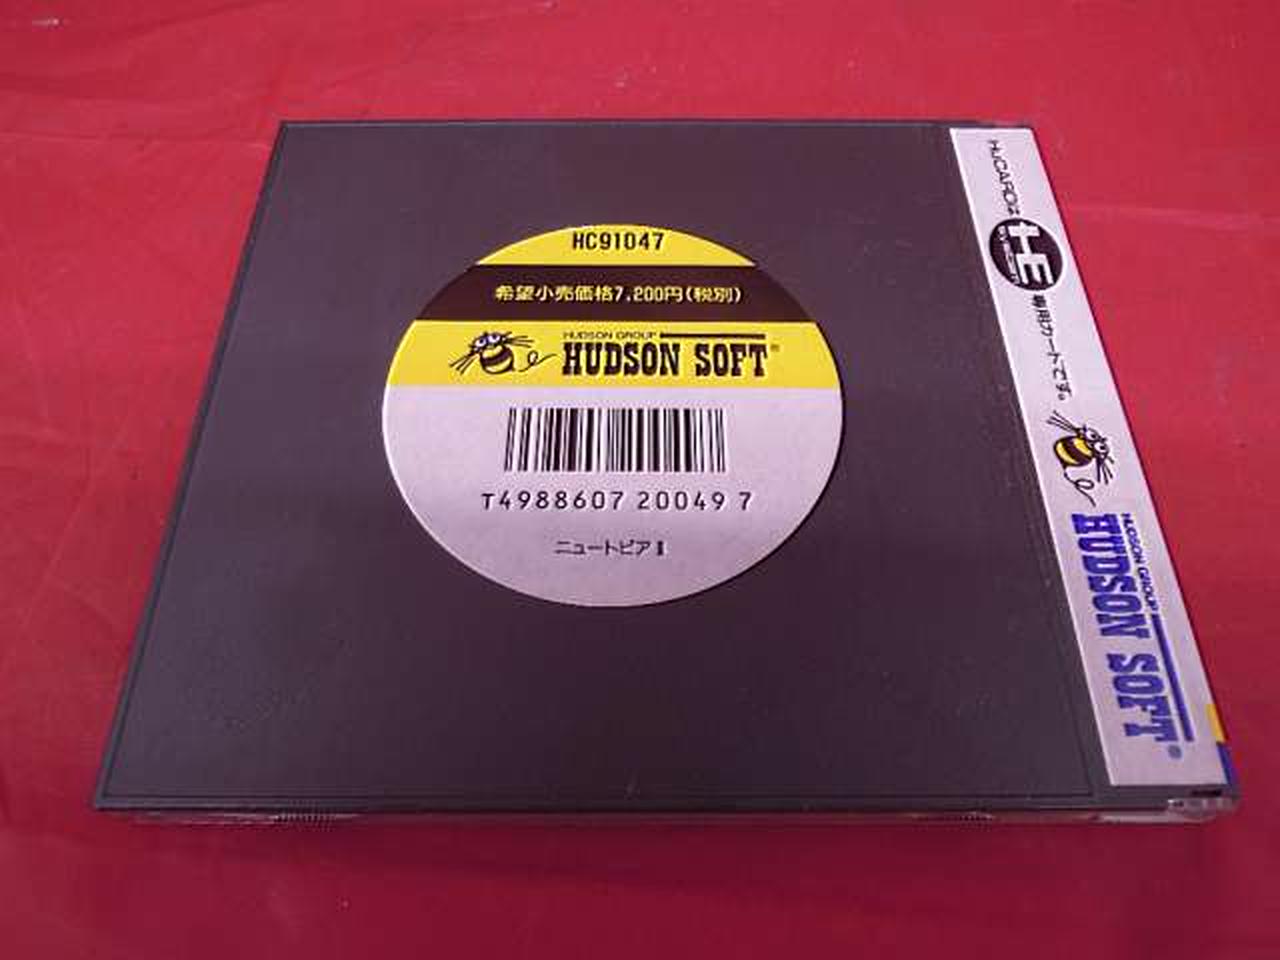 HC91047
希望小売価格7,200円(税別)
HUDSON GROUP
HUDSON SOFT®
T4988607 20049 7
ニュートピアⅡ
HuCARDは
HE
専用カードです。
HUDSON GROUP
HUDSON SOFT®